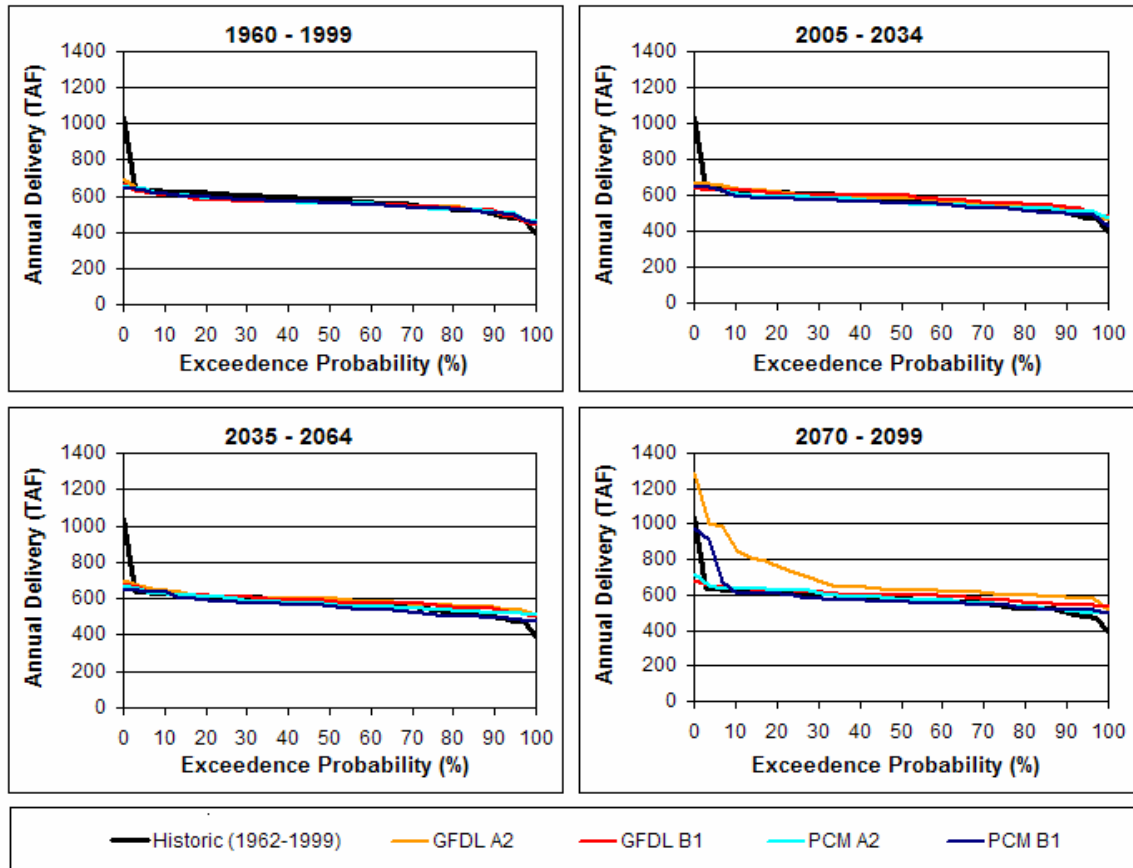 1960 - 1999
Annual Delivery (TAF)
1400
1200
1000
800
600
400
200
0
0 10 20 30 40 50 60 70 80 90 100
Exceedence Probability (%)
2005 - 2034
Annual Delivery (TAF)
1400
1200
1000
800
600
400
200
0
0 10 20 30 40 50 60 70 80 90 100
Exceedence Probability (%)
2035 - 2064
Annual Delivery (TAF)
1400
1200
1000
800
600
400
200
0
0 10 20 30 40 50 60 70 80 90 100
Exceedence Probability (%)
2070 - 2099
Annual Delivery (TAF)
1400
1200
1000
800
600
400
200
0
0 10 20 30 40 50 60 70 80 90 100
Exceedence Probability (%)
Historic (1962-1999) GFDL A2 GFDL B1 PCM A2 PCM B1